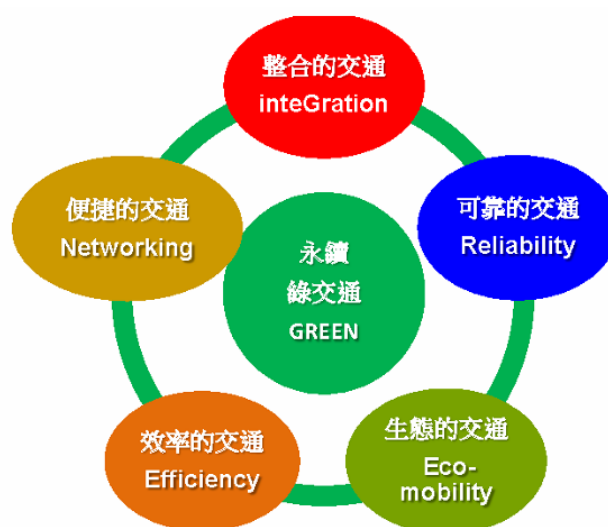 整合的交通
inteGration
可靠的交通
Reliability
生態的交通
Eco-
mobility
效率的交通
Efficiency
便捷的交通
Networking
永續
綠交通
GREEN